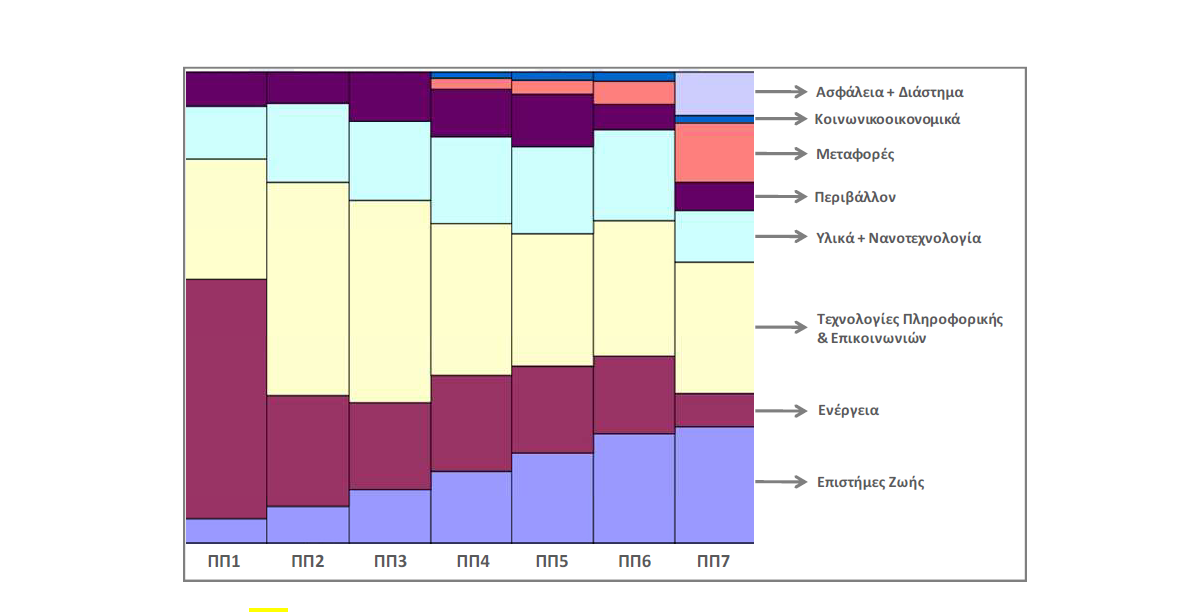 Ασφάλεια + Διάστημα
Κοινωνικοοικονομικά
Μεταφορές
Περιβάλλον
Υλικά + Νανοτεχνολογία
Τεχνολογίες Πληροφορικής
& Επικοινωνιών
Ενέργεια
Επιστήμες Ζωής
ΠΠ1 ΠΠ2 ΠΠ3 ΠΠ4 ΠΠ5 ΠΠ6 ΠΠ7